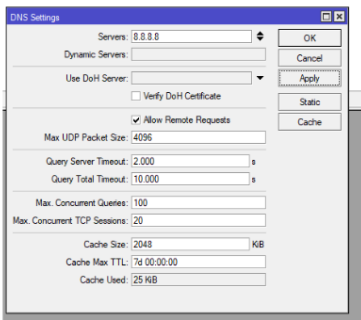 DNS Settings
Servers: 8.8.8.8 OK
Dynamic Servers: Cancel
Use DoH Server: Apply
Verify DoH Certificate Static
Allow Remote Requests Cache
Max UDP Packet Size: 4096
Query Server Timeout: 2.000 s
Query Total Timeout: 10.000 s
Max. Concurrent Queries: 100
Max. Concurrent TCP Sessions: 20
Cache Size: 2048 KiB
Cache Max TTL: 7d 00:00:00
Cache Used: 25 KiB